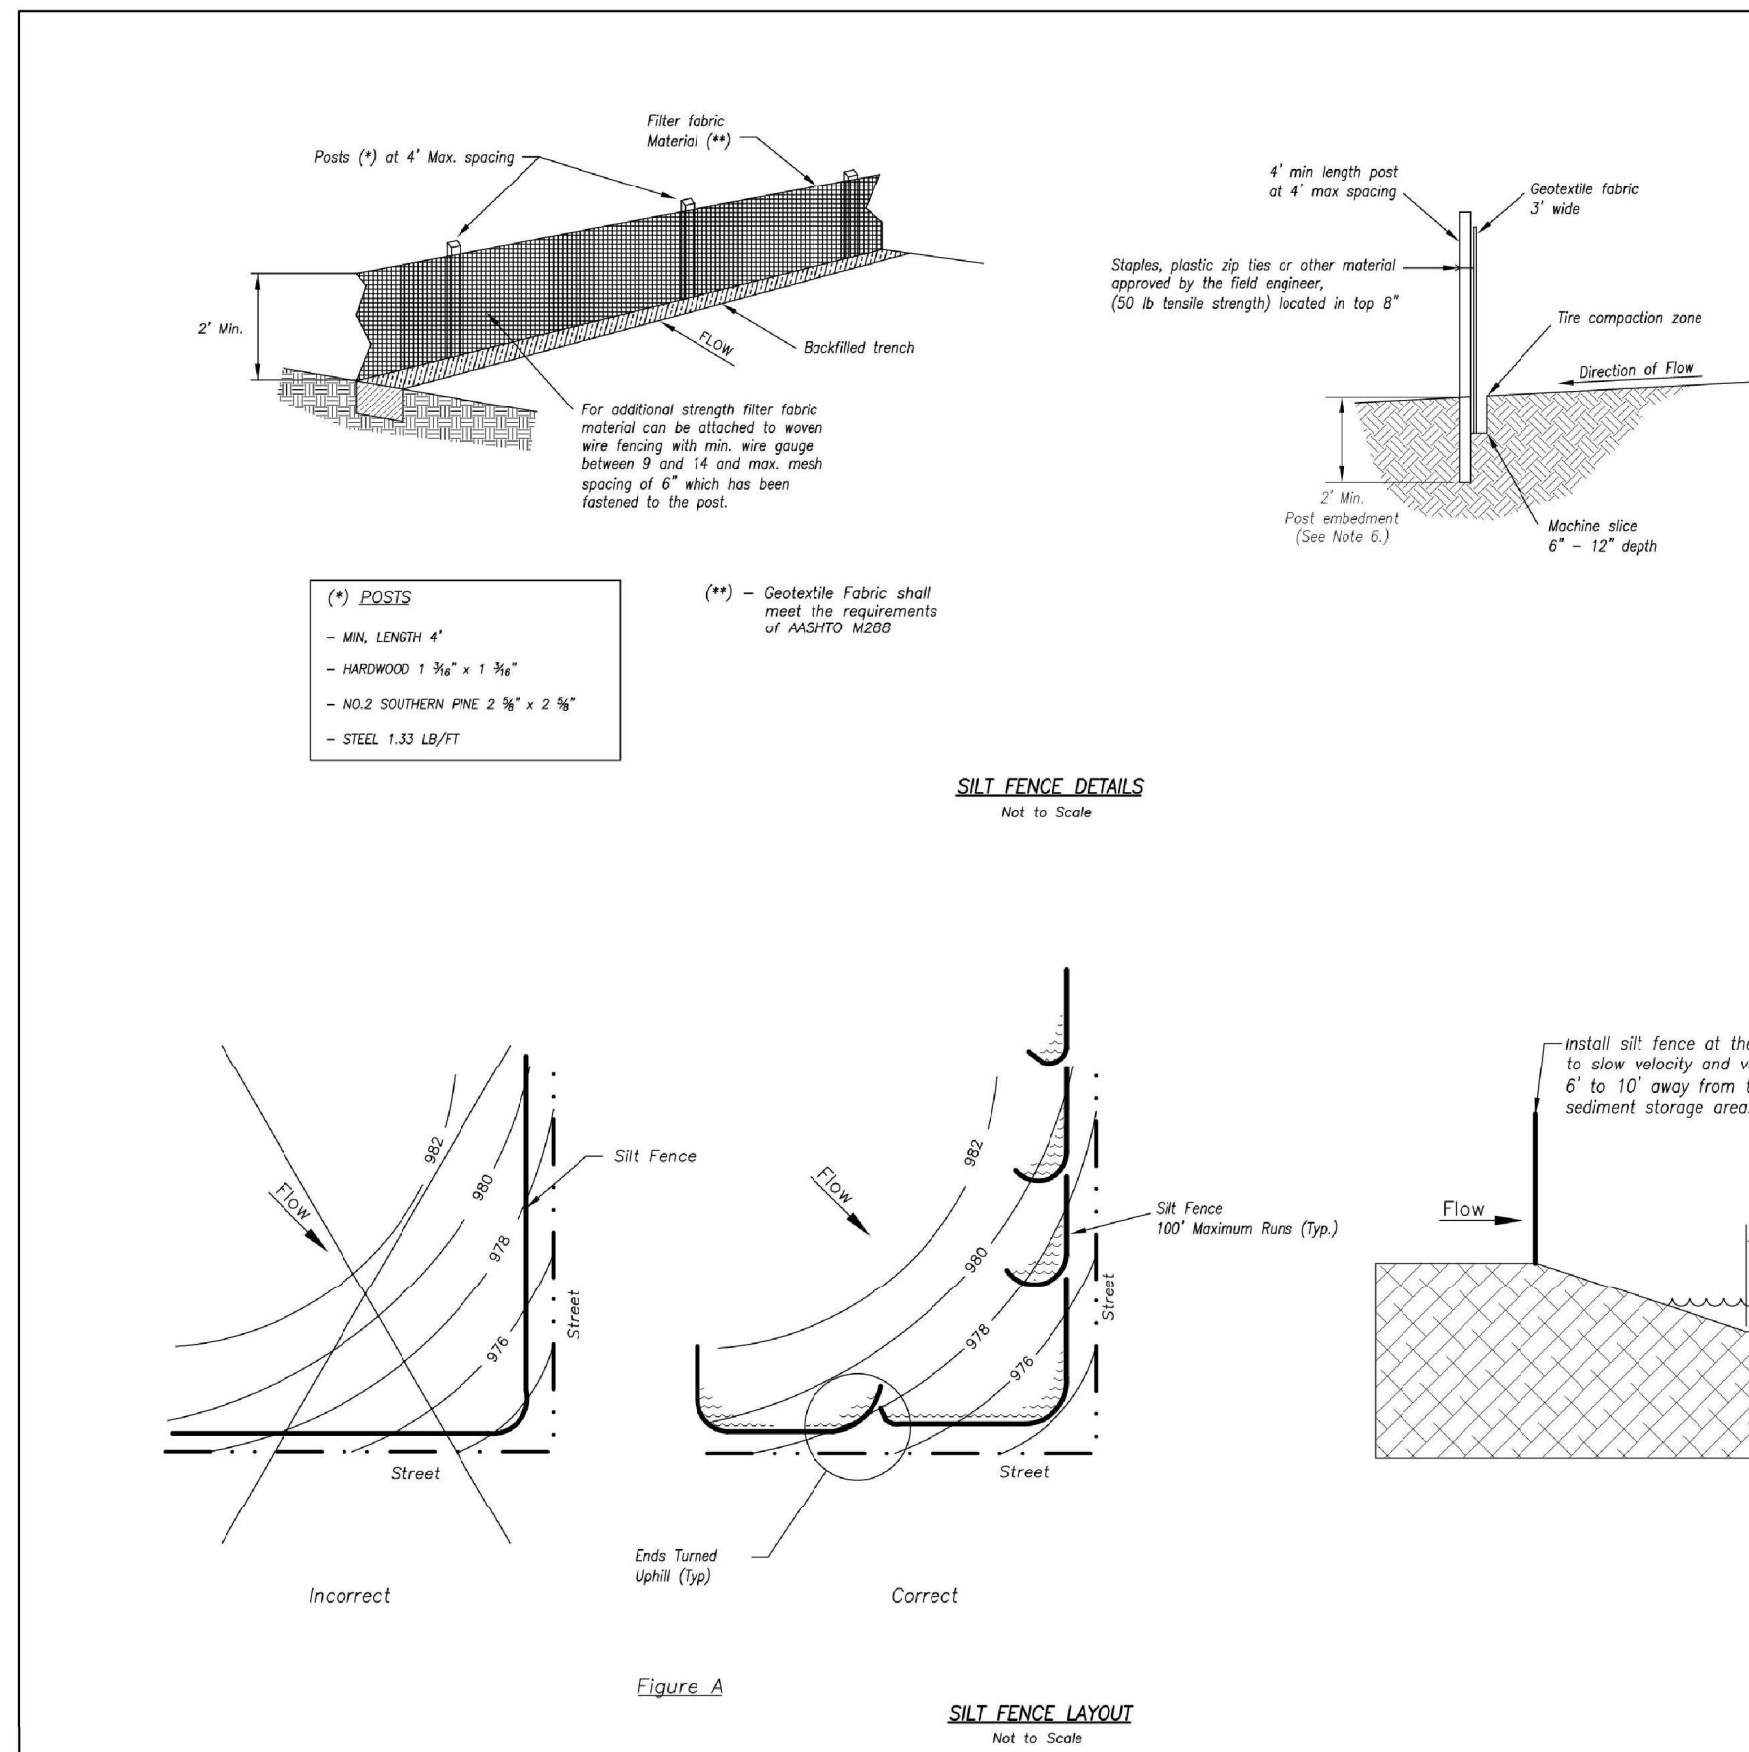 Filter fabric
Material (**)
Posts (*) at 4' Max. spacing
2' Min.
FLOW
Backfilled trench
For additional strength filter fabric
material can be attached to woven
wire fencing with min. wire gauge
between 9 and 14 and max. mesh
spacing of 6" which has been
fastened to the post.
4' min length post
at 4' max spacing
Geotextile fabric
3' wide
Staples, plastic zip ties or other material
approved by the field engineer,
(50 lb tensile strength) located in top 8"
Tire compaction zone
Direction of Flow
2' Min.
Post embedment
(See Note 6.)
Machine slice
6" – 12" depth
(*) POSTS
– MIN. LENGTH 4'
– HARDWOOD 1 3/16" x 1 3/16"
– NO.2 SOUTHERN PINE 2 5/8" x 2 5/8"
– STEEL 1.33 LB/FT
(**) – Geotextile Fabric shall
meet the requirements
of AASHTO M288
SILT FENCE DETAILS
Not to Scale
982
980
978
976
Flow
Silt Fence
Street
Street
Incorrect
982
980
978
976
Flow
Silt Fence
100' Maximum Runs (Typ.)
Street
Street
Ends Turned
Uphill (Typ)
Correct
Install silt fence at the
to slow velocity and
6' to 10' away from
sediment storage area.
Flow
Figure A
SILT FENCE LAYOUT
Not to Scale